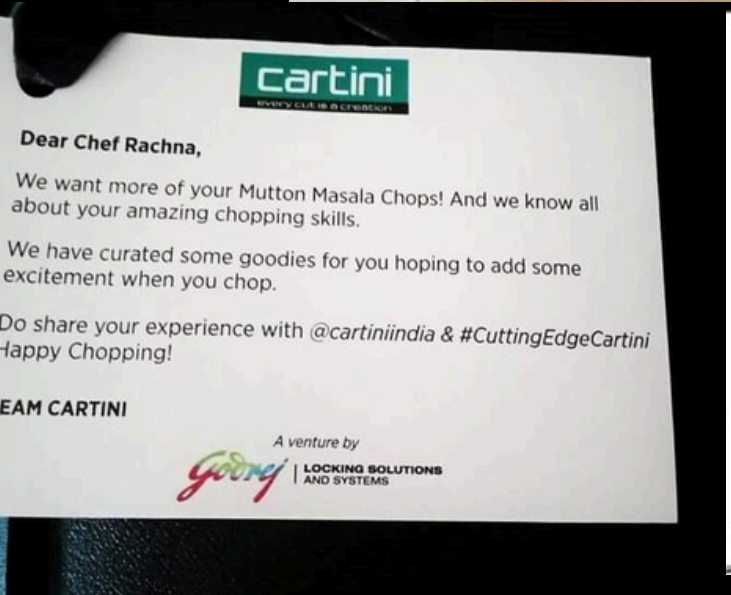 cartini
every cut is a creation
Dear Chef Rachna,
We want more of your Mutton Masala Chops! And we know all
about your amazing chopping skills.
We have curated some goodies for you hoping to add some
excitement when you chop.
Do share your experience with @cartiniindia & #CuttingEdgeCartini
Happy Chopping!
EAM CARTINI
A venture by
Godrej | LOCKING SOLUTIONS
AND SYSTEMS